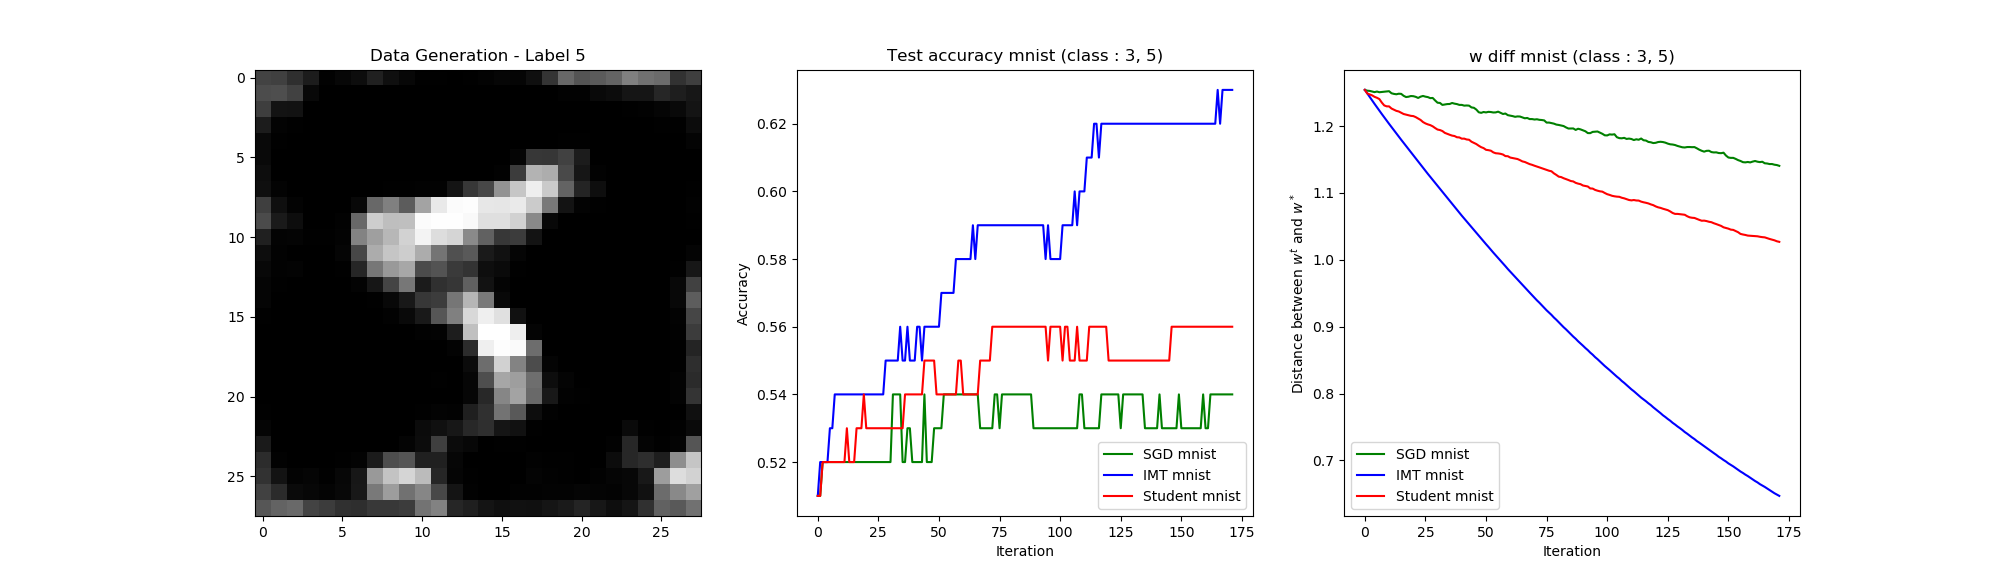 Data Generation - Label 5
0
5
10
15
20
25
0 5 10 15 20 25
Test accuracy mnist (class : 3, 5)
Accuracy
0.62
0.60
0.58
0.56
0.54
0.52
0 25 50 75 100 125 150 175
Iteration
SGD mnist
IMT mnist
Student mnist
w diff mnist (class : 3, 5)
Distance between w^t and w^*
1.2
1.1
1.0
0.9
0.8
0.7
0 25 50 75 100 125 150 175
Iteration
SGD mnist
IMT mnist
Student mnist